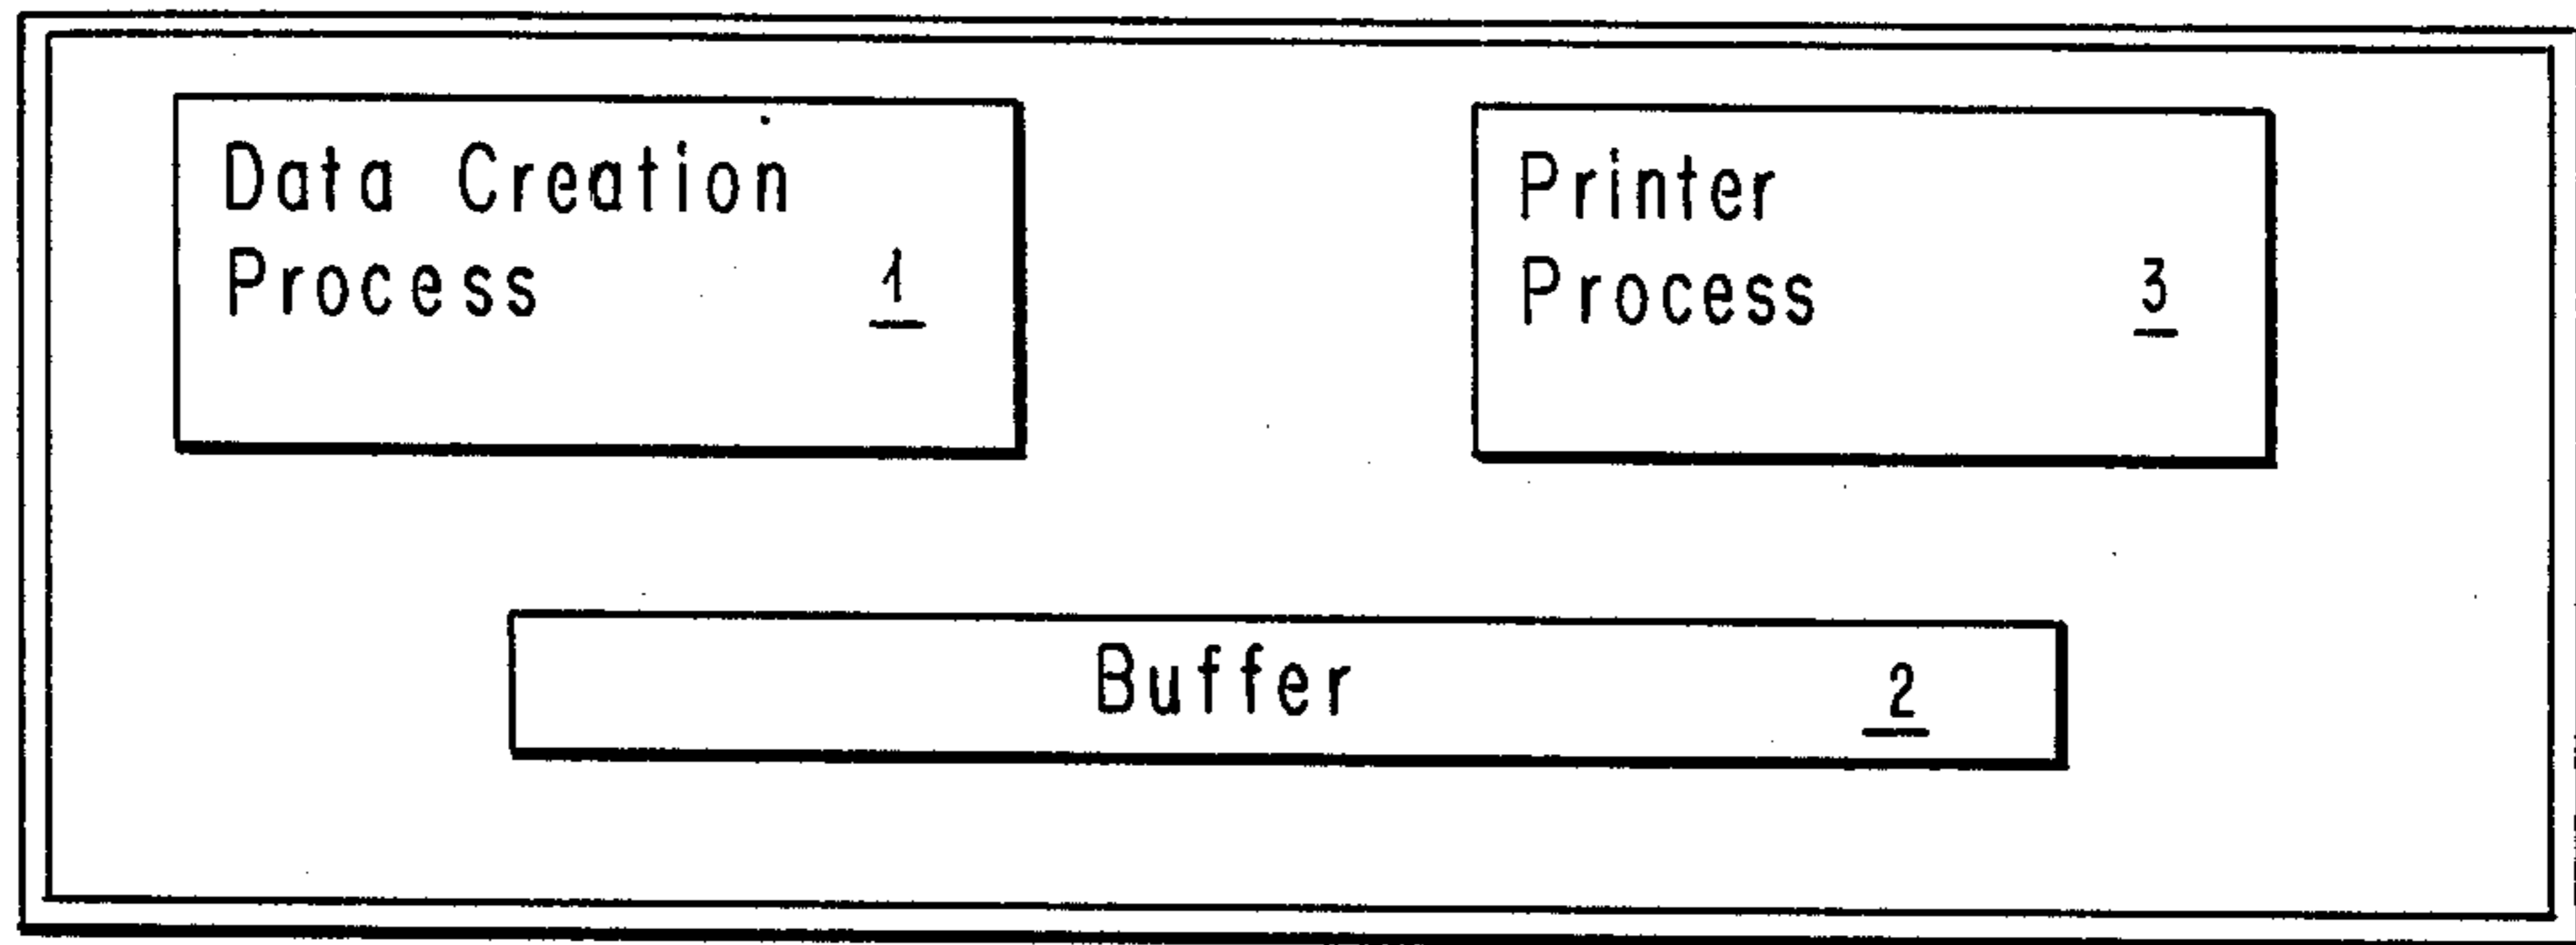 Data Creation
Process 1
Printer
Process 3
Buffer 2